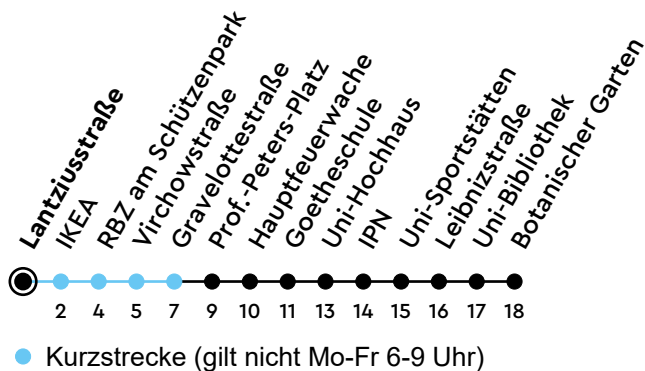 Lantziusstraße
IKEA
RBZ am Schützenpark
Virchowstraße
Gravelottestraße
Prof.-Peters-Platz
Hauptfeuerwache
Goetheschule
Uni-Hochhaus
IPN
Uni-Sportstätten
Leibnizstraße
Uni-Bibliothek
Botanischer Garten
2 4 5 7 9 10 11 13 14 15 16 17 18
Kurzstrecke (gilt nicht Mo-Fr 6-9 Uhr)